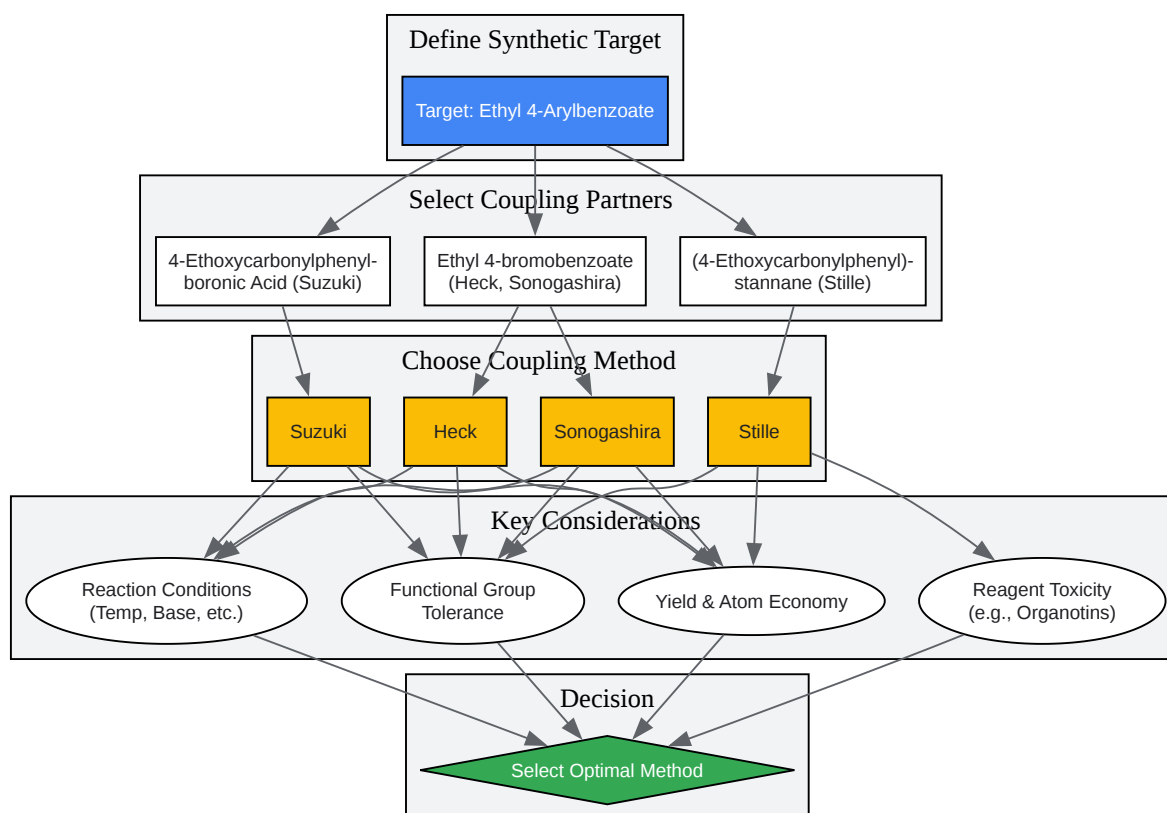 Define Synthetic Target
Target: Ethyl 4-Arylbenzoate
Select Coupling Partners
4-Ethoxycarbonylphenyl-
boronic Acid (Suzuki)
Ethyl 4-bromobenzoate
(Heck, Sonogashira)
(4-Ethoxycarbonylphenyl)-
stannane (Stille)
Choose Coupling Method
Suzuki
Heck
Sonogashira
Stille
Key Considerations
Reaction Conditions
(Temp, Base, etc.)
Functional Group
Tolerance
Yield & Atom Economy
Reagent Toxicity
(e.g., Organotins)
Decision
Select Optimal Method